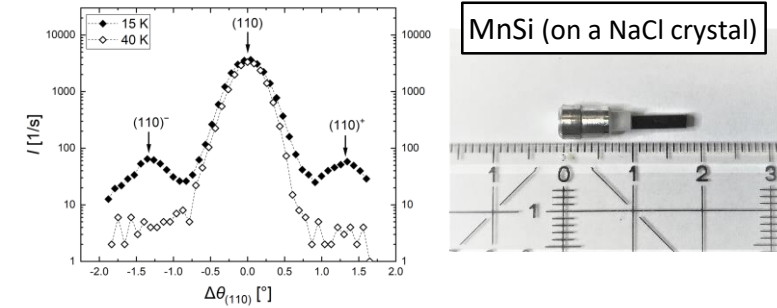 15 K
40 K
(110)
(110)⁻
(110)⁺
I [1/s]
10000
1000
100
10
1
10000
1000
100
10
1
-2.0 -1.5 -1.0 -0.5 0.0 0.5 1.0 1.5 2.0
Δθ(110) [°]
MnSi (on a NaCl crystal)
1 0 1 2 3
1